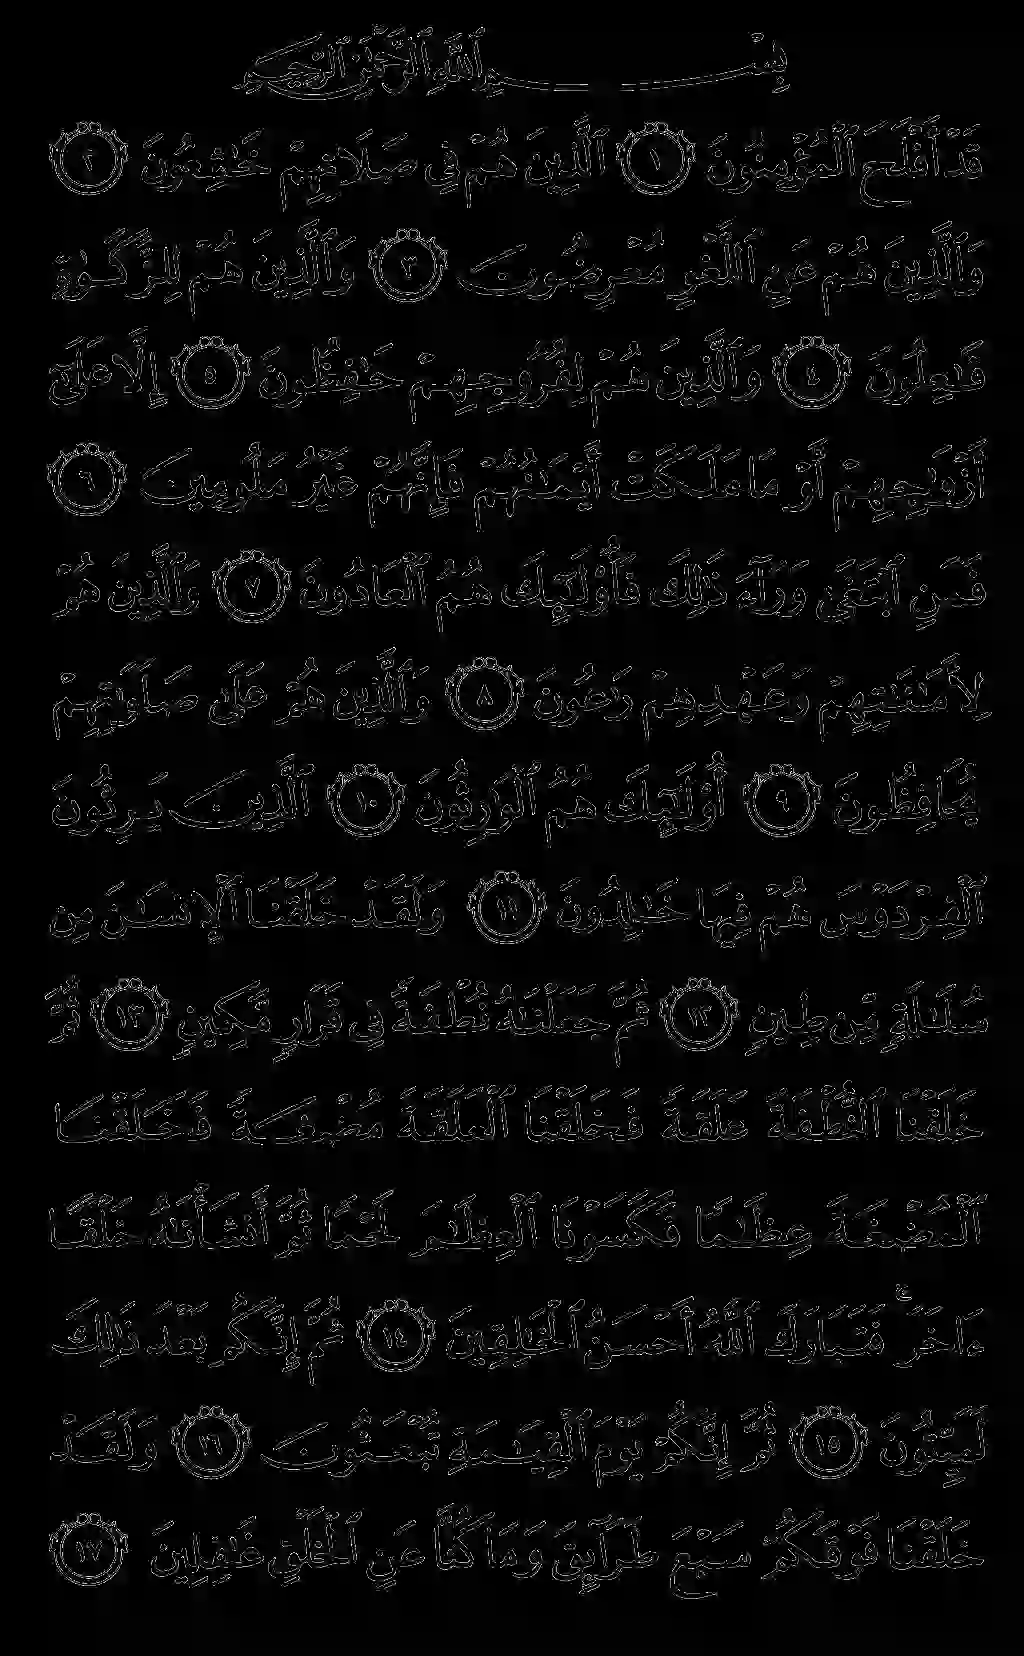 بِسْمِ ٱللَّهِ ٱلرَّحْمَٰنِ ٱلرَّحِيمِ
قَدْ أَفْلَحَ ٱلْمُؤْمِنُونَ ١ ٱلَّذِينَ هُمْ فِي صَلَاتِهِمْ خَٰشِعُونَ ٢
وَٱلَّذِينَ هُمْ عَنِ ٱللَّغْوِ مُعْرِضُونَ ٣ وَٱلَّذِينَ هُمْ لِلزَّكَوٰةِ
فَٰعِلُونَ ٤ وَٱلَّذِينَ هُمْ لِفُرُوجِهِمْ حَٰفِظُونَ ٥ إِلَّا عَلَىٰٓ
أَزْوَٰجِهِمْ أَوْ مَا مَلَكَتْ أَيْمَٰنُهُمْ فَإِنَّهُمْ غَيْرُ مَلُومِينَ ٦
فَمَنِ ٱبْتَغَىٰ وَرَآءَ ذَٰلِكَ فَأُو۟لَٰٓئِكَ هُمُ ٱلْعَادُونَ ٧ وَٱلَّذِينَ هُمْ
لِأَمَٰنَٰتِهِمْ وَعَهْدِهِمْ رَٰعُونَ ٨ وَٱلَّذِينَ هُمْ عَلَىٰ صَلَوَٰتِهِمْ
يُحَافِظُونَ ٩ أُو۟لَٰٓئِكَ هُمُ ٱلْوَٰرِثُونَ ١٠ ٱلَّذِينَ يَرِثُونَ
ٱلْفِرْدَوْسَ هُمْ فِيهَا خَٰلِدُونَ ١١ وَلَقَدْ خَلَقْنَا ٱلْإِنسَٰنَ مِن
سُلَٰلَةٍ مِّن طِينٍ ١٢ ثُمَّ جَعَلْنَٰهُ نُطْفَةً فِي قَرَارٍ مَّكِينٍ ١٣ ثُمَّ
خَلَقْنَا ٱلنُّطْفَةَ عَلَقَةً فَخَلَقْنَا ٱلْعَلَقَةَ مُضْغَةً فَخَلَقْنَا
ٱلْمُضْغَةَ عِظَٰمًا فَكَسَوْنَا ٱلْعِظَٰمَ لَحْمًا ثُمَّ أَنشَأْنَٰهُ خَلْقًا
ءَاخَرَ ۚ فَتَبَارَكَ ٱللَّهُ أَحْسَنُ ٱلْخَٰلِقِينَ ١٤ ثُمَّ إِنَّكُم بَعْدَ ذَٰلِكَ
لَمَيِّتُونَ ١٥ ثُمَّ إِنَّكُمْ يَوْمَ ٱلْقِيَٰمَةِ تُبْعَثُونَ ١٦ وَلَقَدْ
خَلَقْنَا فَوْقَكُمْ سَبْعَ طَرَآئِقَ وَمَا كُنَّا عَنِ ٱلْخَلْقِ غَٰفِلِينَ ١٧